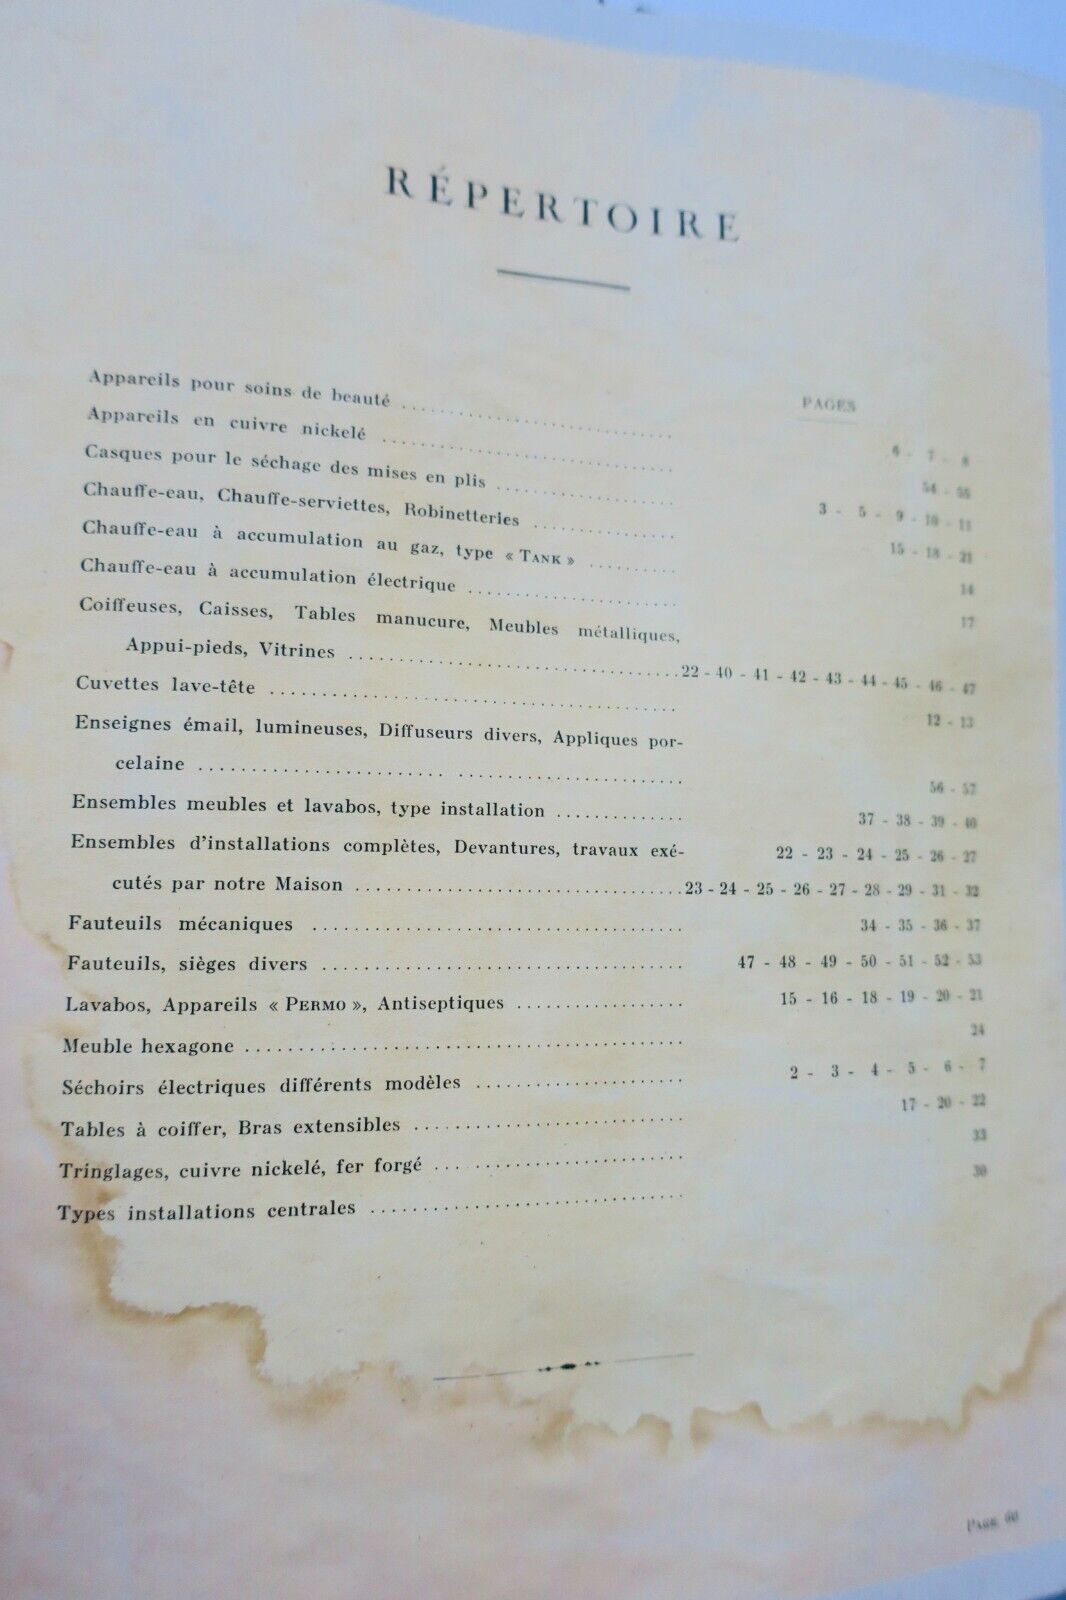 RÉPERTOIRE
PAGES
Appareils pour soins de beauté .................... 6 - 7 - 8
Appareils en cuivre nickelé .................... 54 - 55
Casques pour le séchage des mises en plis .................... 3 - 5 - 9 - 10 - 11
Chauffe-eau, Chauffe-serviettes, Robinetteries .................... 15 - 18 - 21
Chauffe-eau à accumulation au gaz, type « TANK » .................... 14
Chauffe-eau à accumulation électrique .................... 17
Coiffeuses, Caisses, Tables manucure, Meubles métalliques,
Appui-pieds, Vitrines .................... 22 - 40 - 41 - 42 - 43 - 44 - 45 - 46 - 47
Cuvettes lave-tête .................... 12 - 13
Enseignes émail, lumineuses, Diffuseurs divers, Appliques por-
celaine .................... 56 - 57
Ensembles meubles et lavabos, type installation .................... 37 - 38 - 39 - 40
Ensembles d'installations complètes, Devantures, travaux exé- 22 - 23 - 24 - 25 - 26 - 27
cutés par notre Maison .................... 23 - 24 - 25 - 26 - 27 - 28 - 29 - 31 - 32
Fauteuils mécaniques .................... 34 - 35 - 36 - 37
Fauteuils, sièges divers .................... 47 - 48 - 49 - 50 - 51 - 52 - 53
Lavabos, Appareils « PERMO », Antiseptiques .................... 15 - 16 - 18 - 19 - 20 - 21
Meuble hexagone .................... 24
Séchoirs électriques différents modèles .................... 2 - 3 - 4 - 5 - 6 - 7
Tables à coiffer, Bras extensibles .................... 17 - 20 - 22
Tringlages, cuivre nickelé, fer forgé .................... 33
Types installations centrales .................... 30
PAGE 60